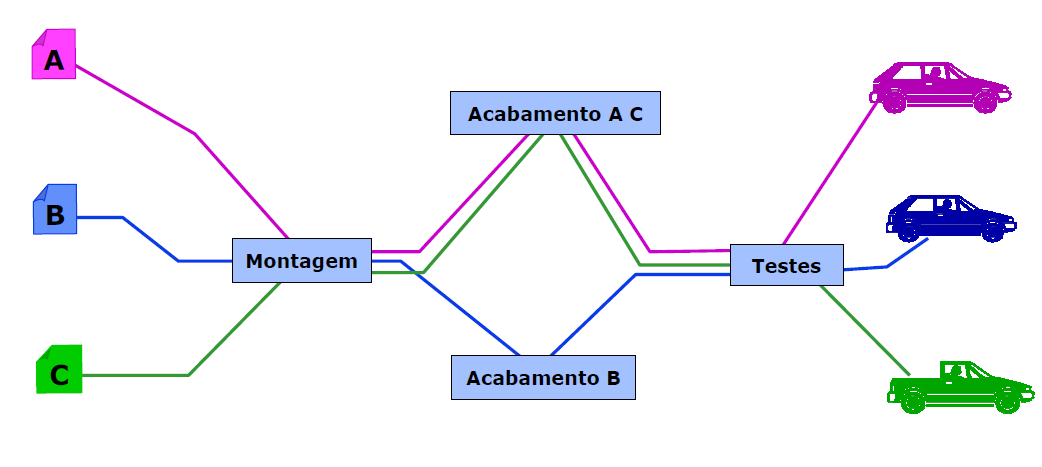 A
Acabamento A C
B
Montagem
Testes
C
Acabamento B